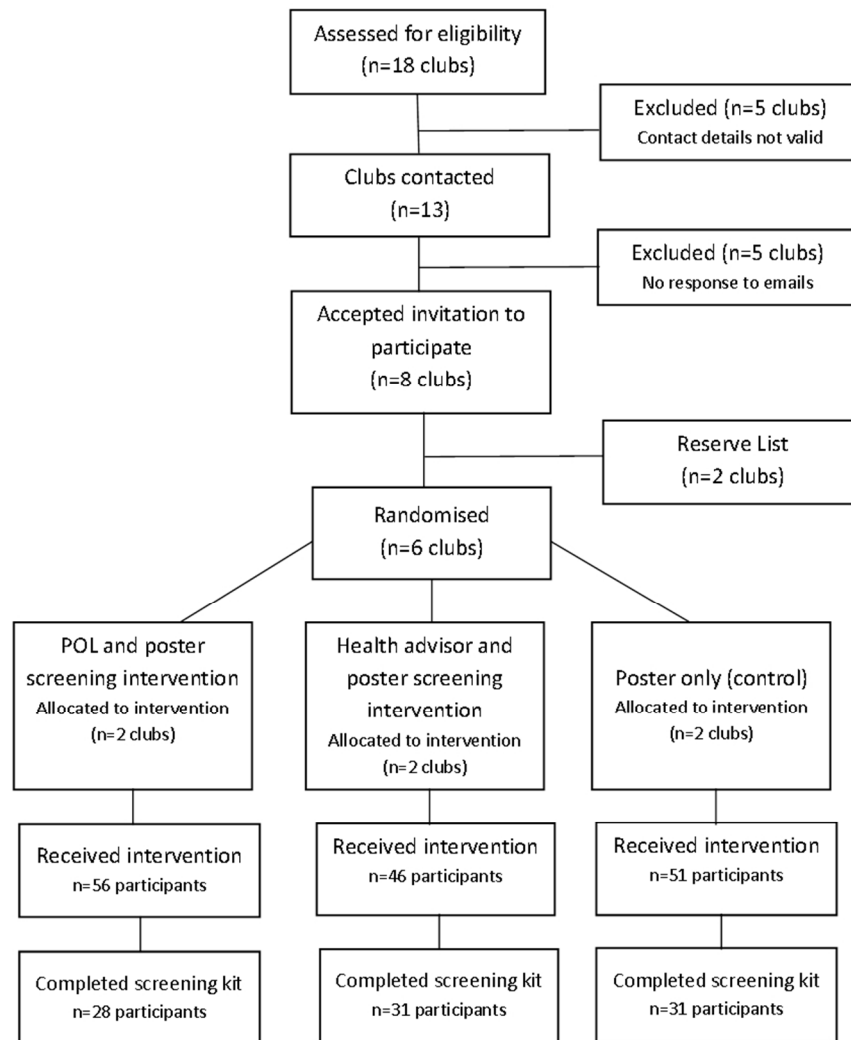 Assessed for eligibility
(n=18 clubs)
Excluded (n=5 clubs)
Contact details not valid
Clubs contacted
(n=13)
Excluded (n=5 clubs)
No response to emails
Accepted invitation to
participate
(n=8 clubs)
Reserve List
(n=2 clubs)
Randomised
(n=6 clubs)
POL and poster
screening intervention
Allocated to intervention
(n=2 clubs)
Health advisor and
poster screening
intervention
Allocated to intervention
(n=2 clubs)
Poster only (control)
Allocated to intervention
(n=2 clubs)
Received intervention
n=56 participants
Received intervention
n=46 participants
Received intervention
n=51 participants
Completed screening kit
n=28 participants
Completed screening kit
n=31 participants
Completed screening kit
n=31 participants